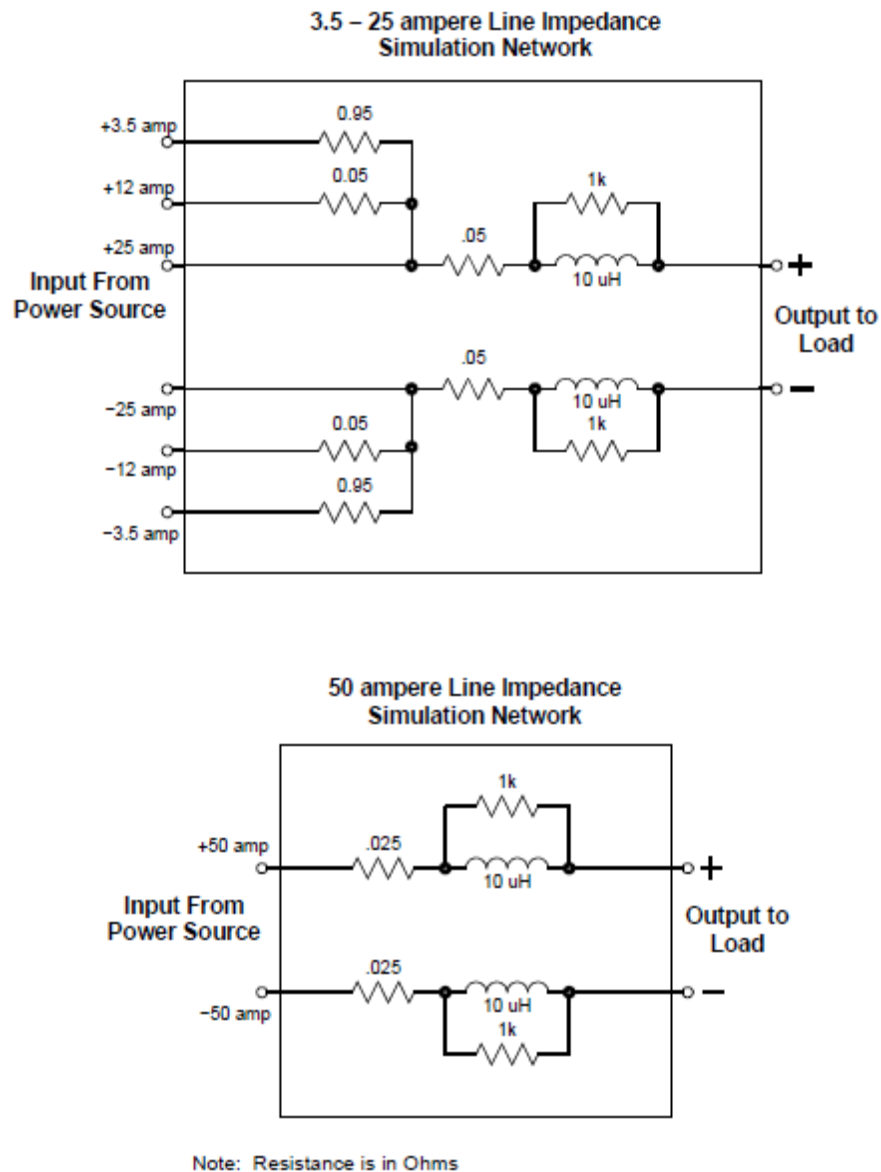 3.5 – 25 ampere Line Impedance
Simulation Network
0.95
+3.5 amp
0.05
+12 amp
1k
.05
+25 amp
10 uH
+
Input From
Power Source
Output to
Load
.05
−
−25 amp
10 uH
0.05
1k
−12 amp
0.95
−3.5 amp
50 ampere Line Impedance
Simulation Network
1k
+50 amp
.025
10 uH
+
Input From
Power Source
Output to
Load
.025
−50 amp
10 uH
−
1k
Note: Resistance is in Ohms